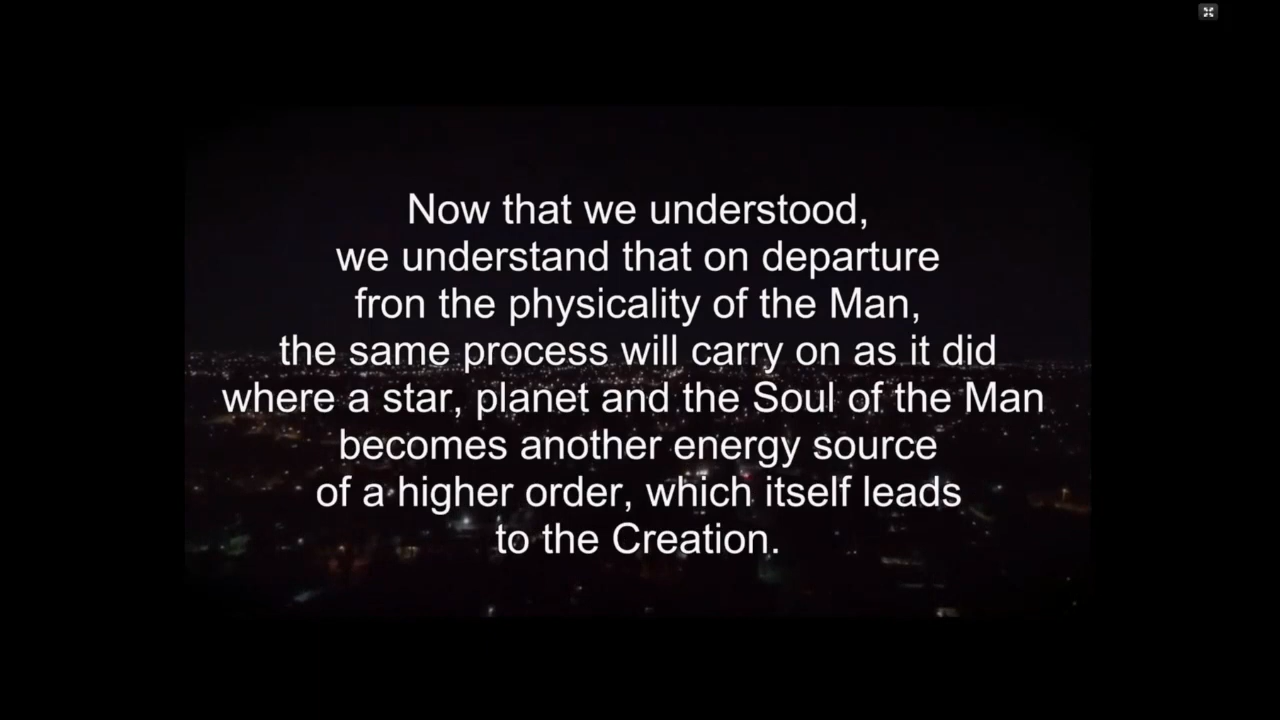 Now that we understood,
we understand that on departure
fron the physicality of the Man,
the same process will carry on as it did
where a star, planet and the Soul of the Man
becomes another energy source
of a higher order, which itself leads
to the Creation.